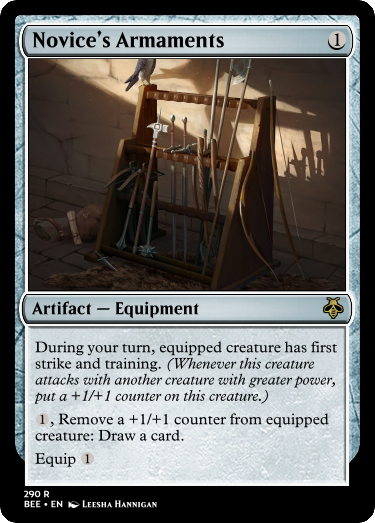 Novice's Armaments 1
Artifact — Equipment
During your turn, equipped creature has first
strike and training. (Whenever this creature
attacks with another creature with greater power,
put a +1/+1 counter on this creature.)
1, Remove a +1/+1 counter from equipped
creature: Draw a card.
Equip 1
290 R
BEE • EN Leesha Hannigan